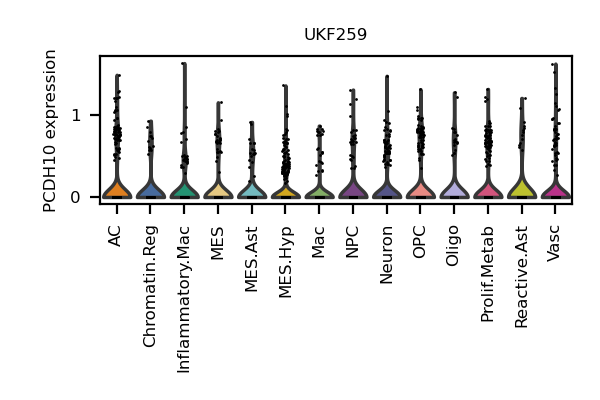 UKF259
PCDH10 expression
1
0
AC
Chromatin.Reg
Inflammatory.Mac
MES
MES.Ast
MES.Hyp
Mac
NPC
Neuron
OPC
Oligo
Prolif.Metab
Reactive.Ast
Vasc